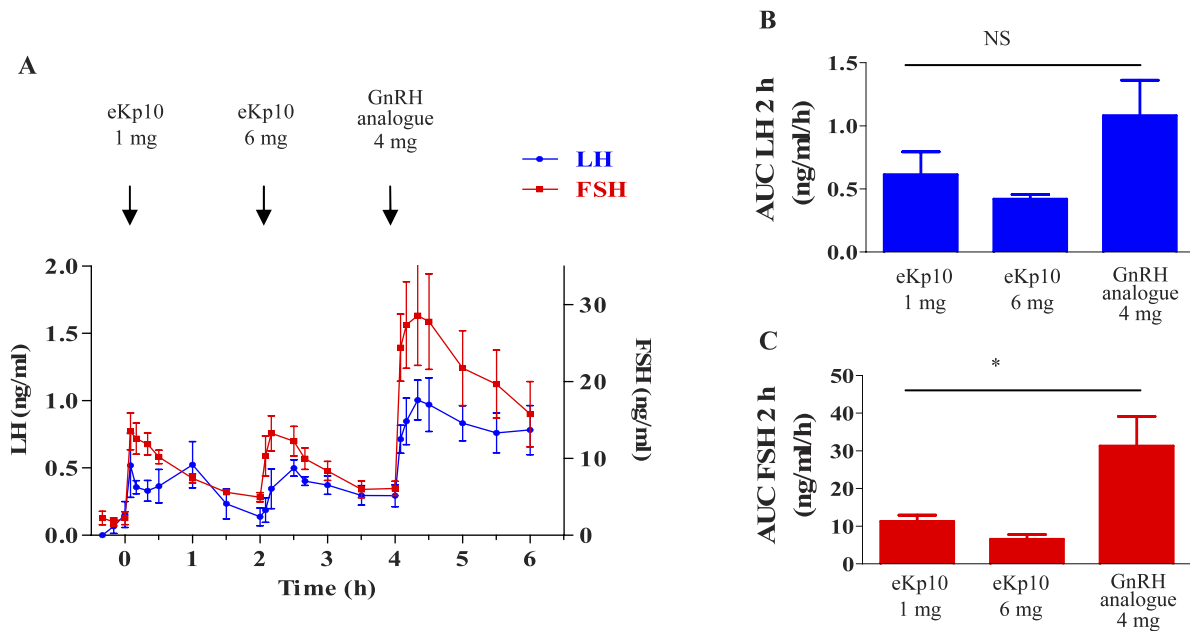 A
eKp10
1 mg
eKp10
6 mg
GnRH
analogue
4 mg
LH
FSH
LH (ng/ml)
2.0
1.5
1.0
0.5
0.0
FSH (ng/ml)
30
20
10
0
0 1 2 3 4 5 6
Time (h)
B
NS
AUC LH 2 h
(ng/ml/h)
1.5
1.0
0.5
0.0
eKp10
1 mg
eKp10
6 mg
GnRH
analogue
4 mg
C
*
AUC FSH 2 h
(ng/ml/h)
50
40
30
20
10
0
eKp10
1 mg
eKp10
6 mg
GnRH
analogue
4 mg